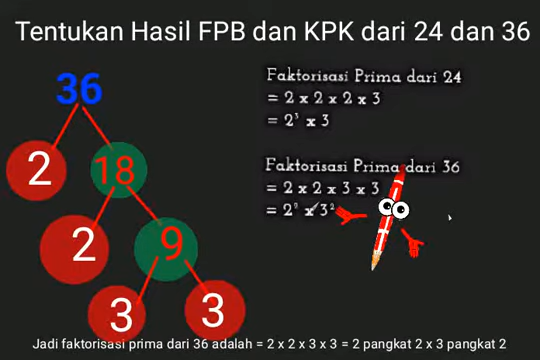 Tentukan Hasil FPB dan KPK dari 24 dan 36
36
2
18
2
9
3
3
Faktorisasi Prima dari 24
= 2 x 2 x 2 x 3
= 2³ x 3
Faktorisasi Prima dari 36
= 2 x 2 x 3 x 3
= 2² x 3²
Jadi faktorisasi prima dari 36 adalah = 2 x 2 x 3 x 3 = 2 pangkat 2 x 3 pangkat 2